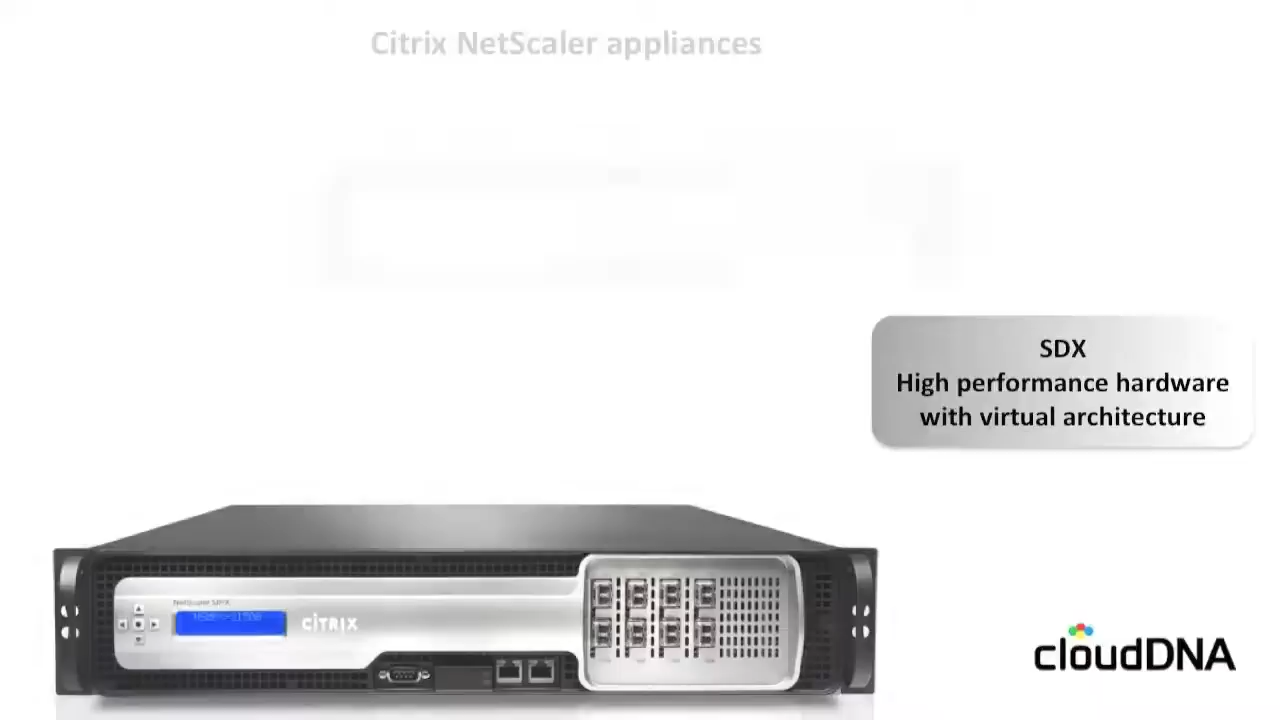 Citrix NetScaler appliances
SDX
High performance hardware
with virtual architecture
CiTRIX
cloudDNA